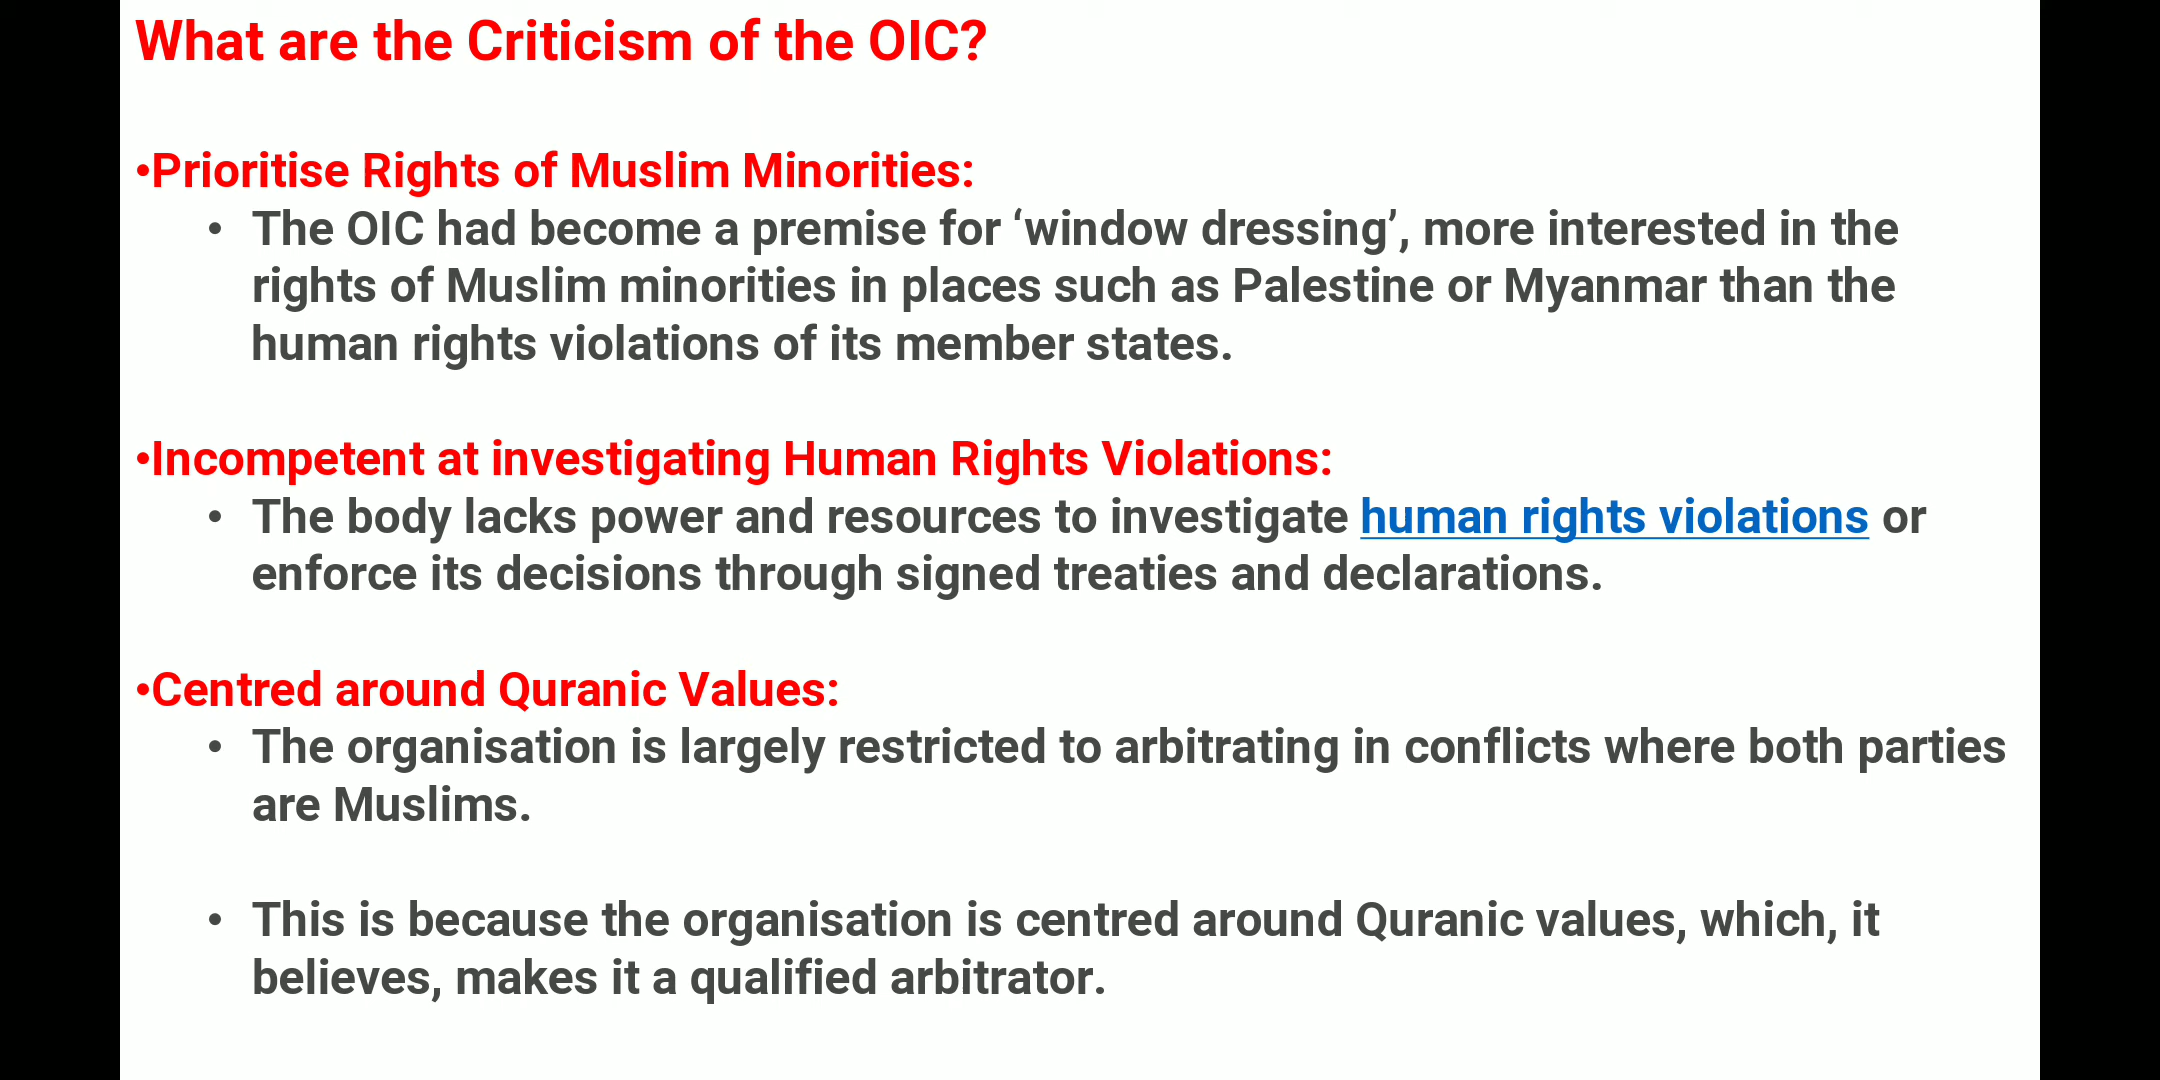 What are the Criticism of the OIC?
•Prioritise Rights of Muslim Minorities:
• The OIC had become a premise for ‘window dressing’, more interested in the
rights of Muslim minorities in places such as Palestine or Myanmar than the
human rights violations of its member states.
•Incompetent at investigating Human Rights Violations:
• The body lacks power and resources to investigate human rights violations or
enforce its decisions through signed treaties and declarations.
•Centred around Quranic Values:
• The organisation is largely restricted to arbitrating in conflicts where both parties
are Muslims.
• This is because the organisation is centred around Quranic values, which, it
believes, makes it a qualified arbitrator.